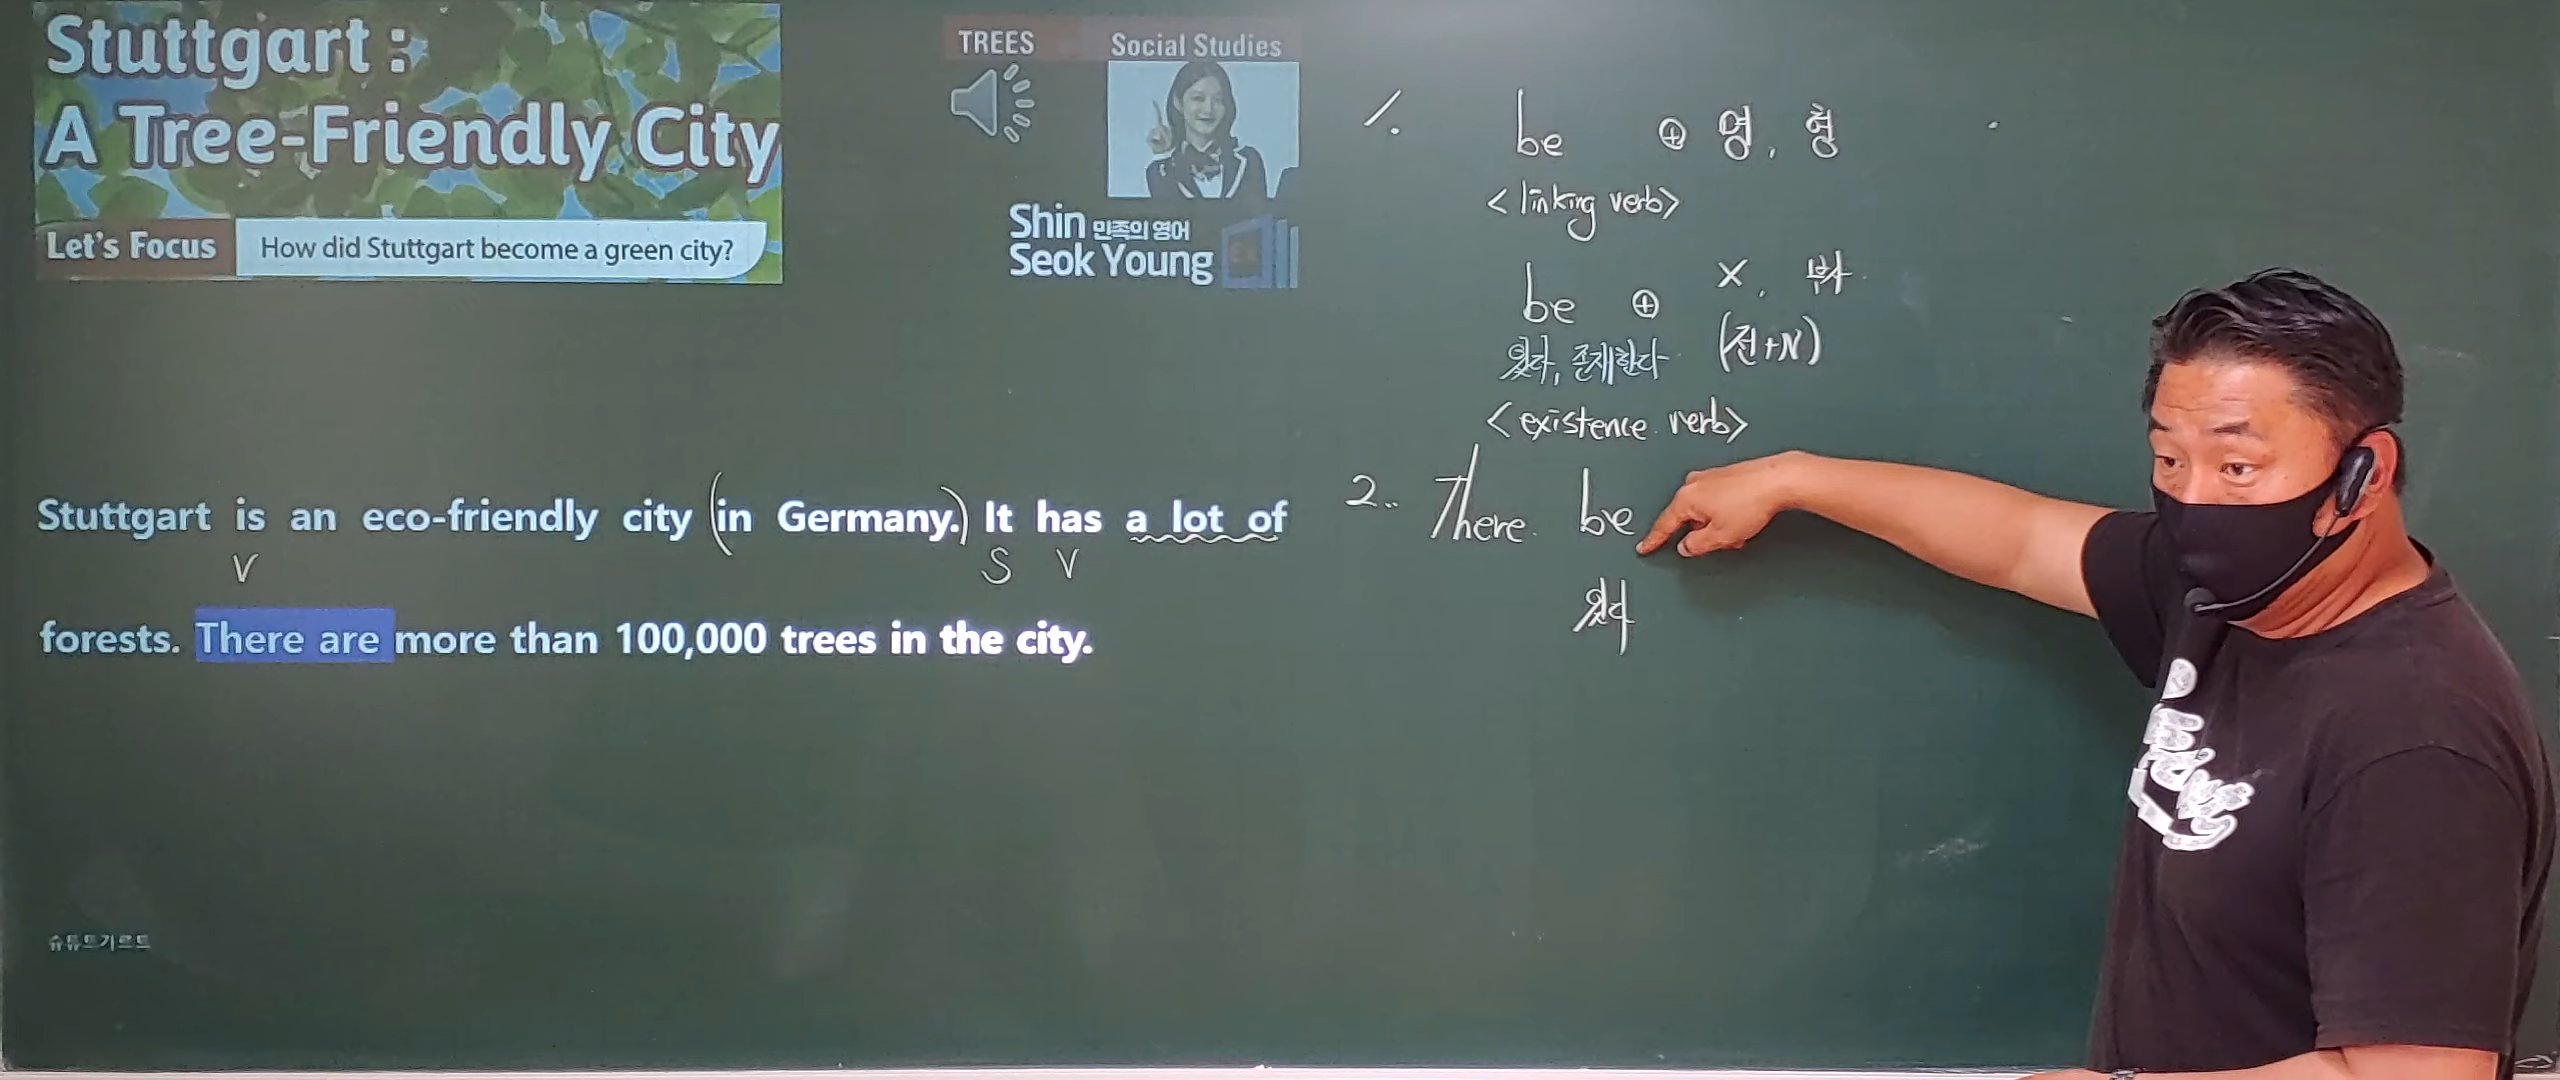 Stuttgart :
A Tree-Friendly City
Let's Focus
How did Stuttgart become a green city?
TREES
Social Studies
Shin 민족의 영어
Seok Young
Stuttgart is an eco-friendly city (in Germany.) It has a lot of
V S V
forests. There are more than 100,000 trees in the city.
슈튜트가르트
1. be ⊕ 명, 형
<linking verb>
be ⊕ X, 부사
있다, 존재한다 (전+N)
<existence verb>
2.. There be
있다